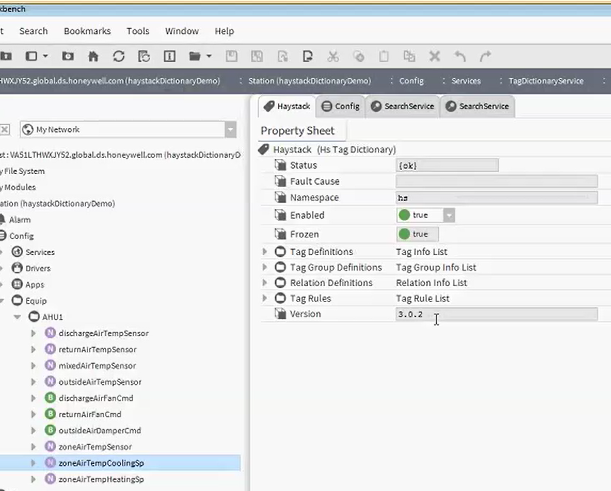 bench
Search Bookmarks Tools Window Help
HWXJY52.global.ds.honeywell.com (haystackDictionaryDemo) : Station (haystackDictionaryDemo) : Config : Services : TagDictionaryService :
Haystack Config SearchService SearchService
My Network
Property Sheet
Haystack (Hs Tag Dictionary)
st : VAS1LTHWXJY52.global.ds.honeywell.com (haystackDictionaryD
y File System
y Modules
ation (haystackDictionaryDemo)
Alarm
Config
Services
Drivers
Apps
Equip
AHU1
dischargeAirTempSensor
returnAirTempSensor
mixedAirTempSensor
outsideAirTempSensor
dischargeAirFanCmd
returnAirFanCmd
outsideAirDamperCmd
zoneAirTempSensor
zoneAirTempCoolingSp
zoneAirTempHeatingSp
Status {ok}
Fault Cause
Namespace hs
Enabled true
Frozen true
Tag Definitions Tag Info List
Tag Group Definitions Tag Group Info List
Relation Definitions Relation Info List
Tag Rules Tag Rule List
Version 3.0.2